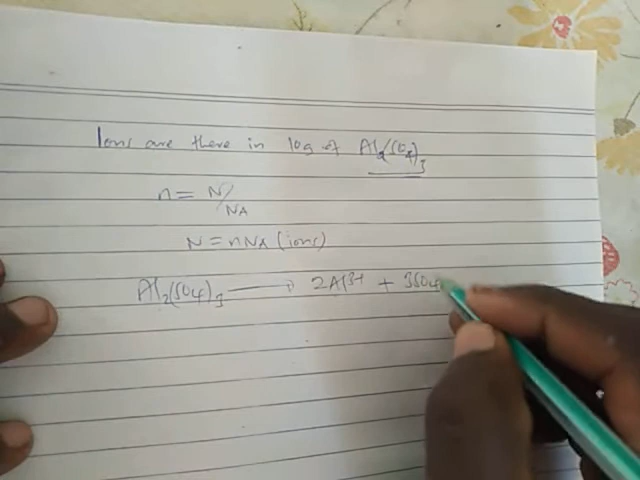 Ions are there in 10g of Al₂(SO₄)₃
n = N/NA
N = nNA (ions)
Al₂(SO₄)₃ ⟶ 2Al³⁺ + 3SO₄